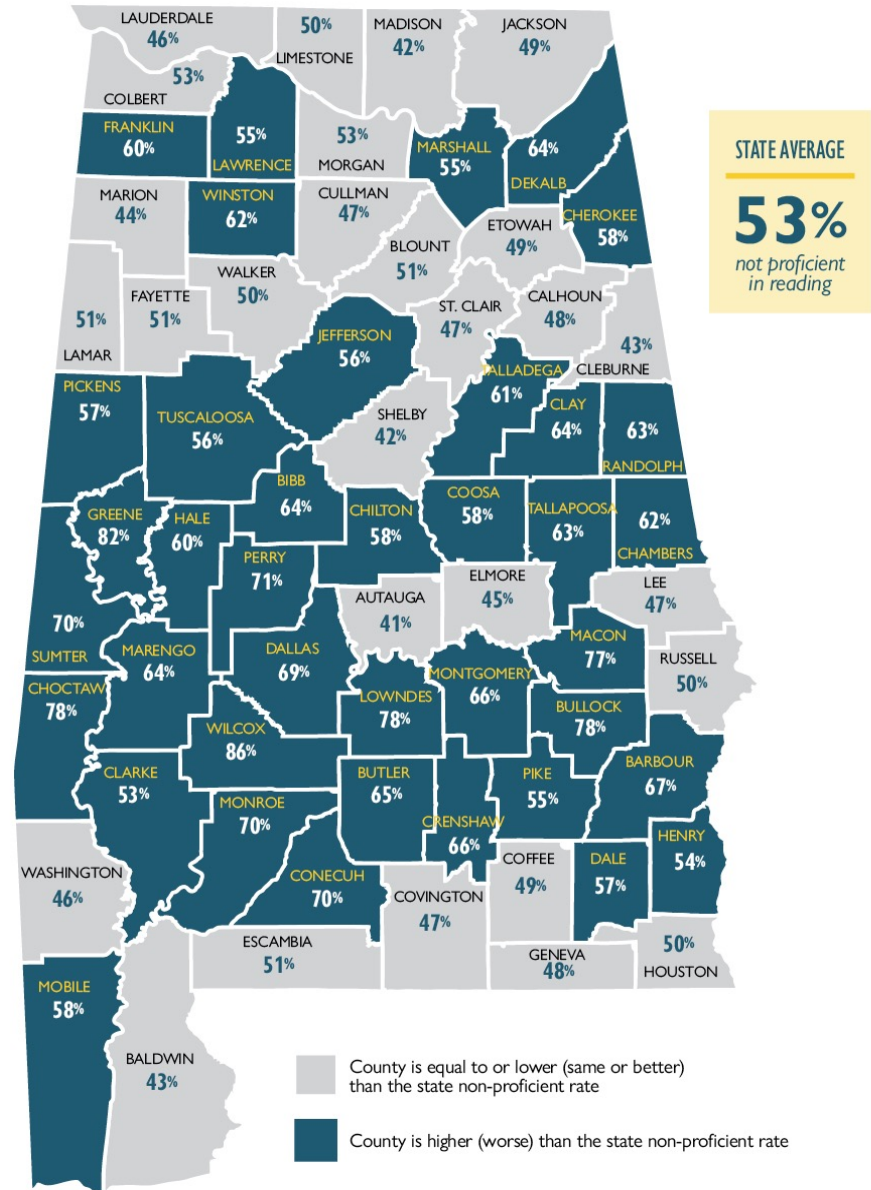 LAUDERDALE
46%
50%
LIMESTONE
MADISON
42%
JACKSON
49%
53%
COLBERT
FRANKLIN
60%
55%
LAWRENCE
53%
MORGAN
MARSHALL
55%
64%
DEKALB
CHEROKEE
58%
STATE AVERAGE
53%
not proficient
in reading
MARION
44%
WINSTON
62%
CULLMAN
47%
BLOUNT
51%
ETOWAH
49%
51%
LAMAR
FAYETTE
51%
WALKER
50%
JEFFERSON
56%
ST. CLAIR
47%
CALHOUN
48%
43%
CLEBURNE
PICKENS
57%
TUSCALOOSA
56%
SHELBY
42%
TALLADEGA
61%
CLAY
64%
63%
RANDOLPH
GREENE
82%
HALE
60%
BIBB
64%
PERRY
71%
CHILTON
58%
COOSA
58%
TALLAPOOSA
63%
62%
CHAMBERS
70%
SUMTER
MARENGO
64%
DALLAS
69%
AUTAUGA
41%
ELMORE
45%
LEE
47%
MACON
77%
RUSSELL
50%
CHOCTAW
78%
WILCOX
86%
LOWNDES
78%
MONTGOMERY
66%
BULLOCK
78%
CLARKE
53%
MONROE
70%
BUTLER
65%
CRENSHAW
66%
PIKE
55%
BARBOUR
67%
WASHINGTON
46%
CONECUH
70%
COVINGTON
47%
COFFEE
49%
DALE
57%
HENRY
54%
ESCAMBIA
51%
GENEVA
48%
50%
HOUSTON
MOBILE
58%
BALDWIN
43%
County is equal to or lower (same or better)
than the state non-proficient rate
County is higher (worse) than the state non-proficient rate